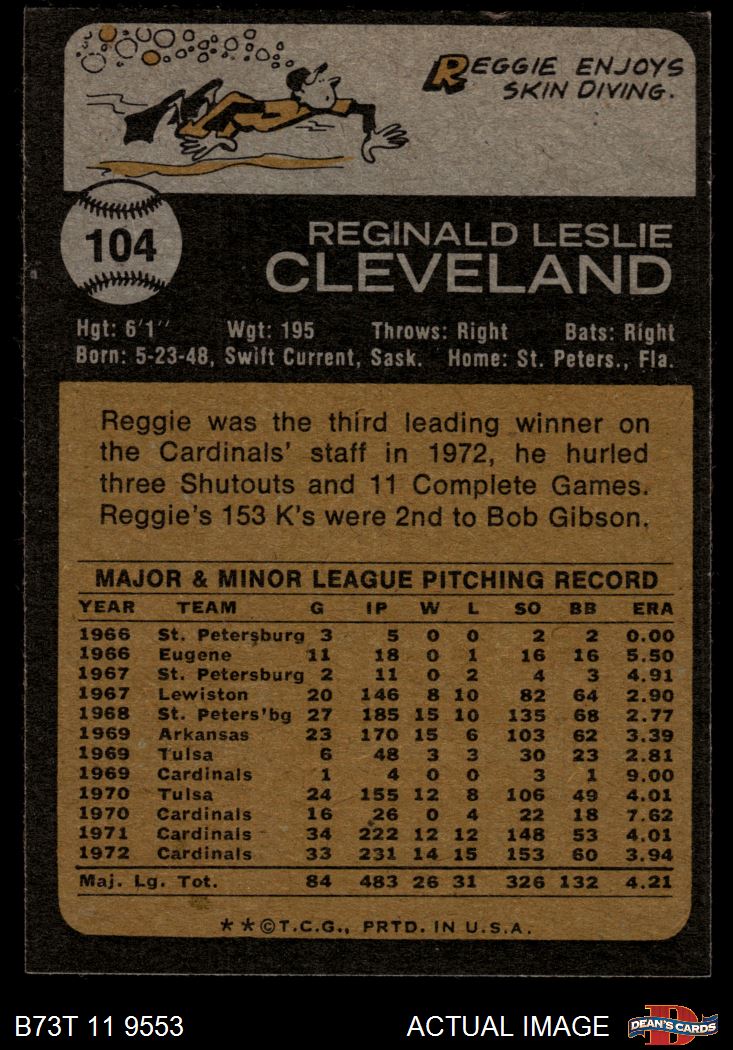 REGGIE ENJOYS
SKIN DIVING.
104
REGINALD LESLIE
CLEVELAND
Hgt: 6'1" Wgt: 195 Throws: Right Bats: Right
Born: 5-23-48, Swift Current, Sask. Home: St. Peters., Fla.
Reggie was the third leading winner on
the Cardinals' staff in 1972, he hurled
three Shutouts and 11 Complete Games.
Reggie's 153 K's were 2nd to Bob Gibson.
MAJOR & MINOR LEAGUE PITCHING RECORD
YEAR TEAM G IP W L SO BB ERA
1966 St. Petersburg 3 5 0 0 2 2 0.00
1966 Eugene 11 18 0 1 16 16 5.50
1967 St. Petersburg 2 11 0 2 4 3 4.91
1967 Lewiston 20 146 8 10 82 64 2.90
1968 St. Peters'bg 27 185 15 10 135 68 2.77
1969 Arkansas 23 170 15 6 103 62 3.39
1969 Tulsa 6 48 3 3 30 23 2.81
1969 Cardinals 1 4 0 0 3 1 9.00
1970 Tulsa 24 155 12 8 106 49 4.01
1970 Cardinals 16 26 0 4 22 18 7.62
1971 Cardinals 34 222 12 12 148 53 4.01
1972 Cardinals 33 231 14 15 153 60 3.94
Maj. Lg. Tot. 84 483 26 31 326 132 4.21
**©T.C.G., PRTD. IN U.S.A.
B73T 11 9553 ACTUAL IMAGE DEAN'S CARDS